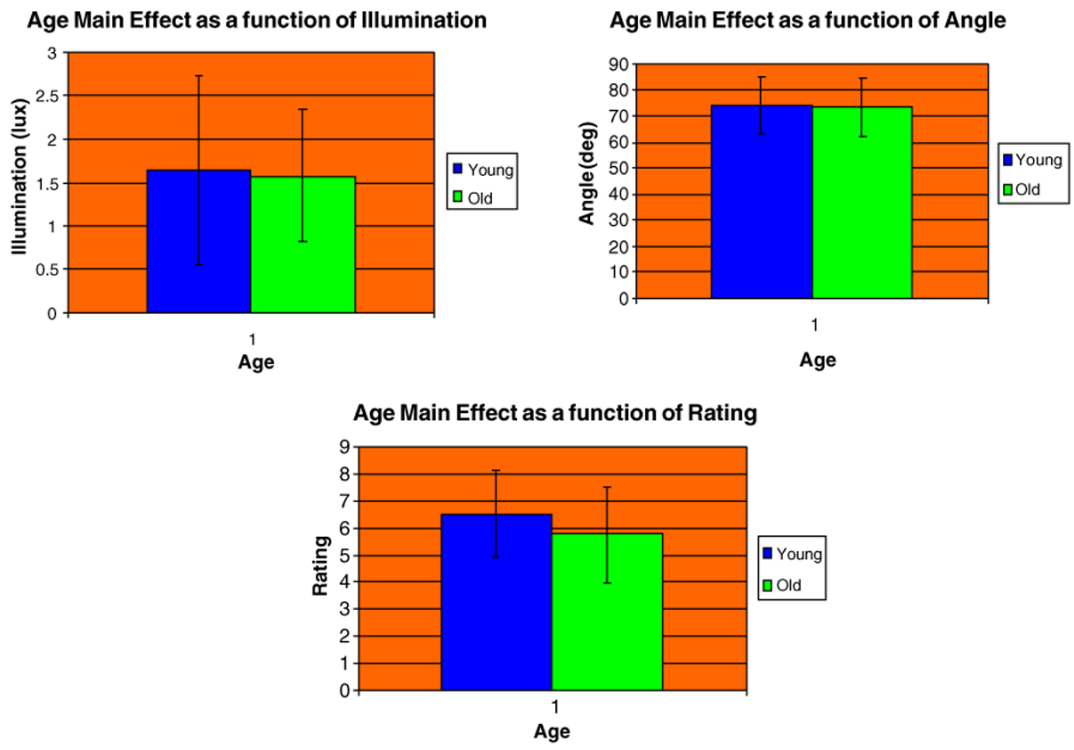 Age Main Effect as a function of Illumination
3
2.5
2
1.5
1
0.5
0
Illumination (lux)
1
Age
Young
Old
Age Main Effect as a function of Angle
90
80
70
60
50
40
30
20
10
0
Angle(deg)
1
Age
Young
Old
Age Main Effect as a function of Rating
9
8
7
6
5
4
3
2
1
0
Rating
1
Age
Young
Old